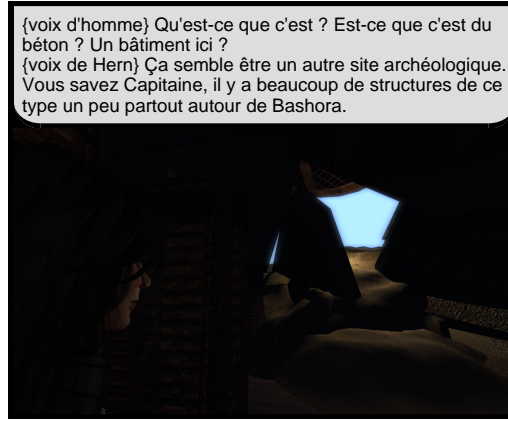 {voix d'homme} Qu'est-ce que c'est ? Est-ce que c'est du
béton ? Un bâtiment ici ?
{voix de Hern} Ça semble être un autre site archéologique.
Vous savez Capitaine, il y a beaucoup de structures de ce
type un peu partout autour de Bashora.